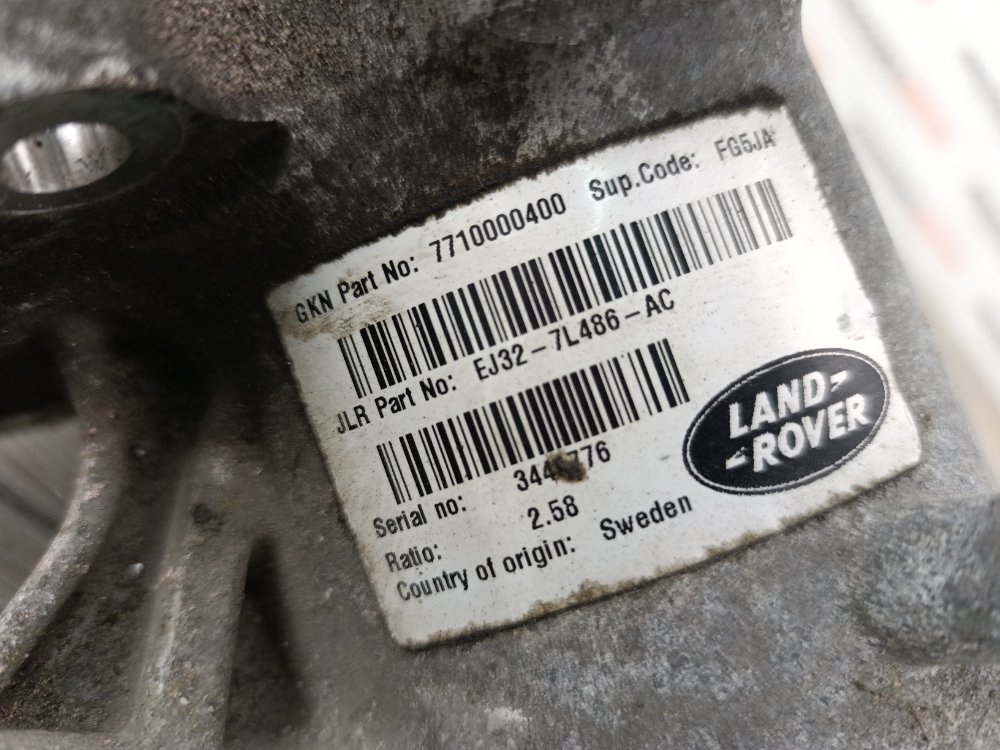 GKN Part No: 7710000400 Sup.Code: FG5JA
JLR Part No: EJ32-7L486-AC
Serial no:
Ratio: 2.58
Country of origin: Sweden
LAND
ROVER